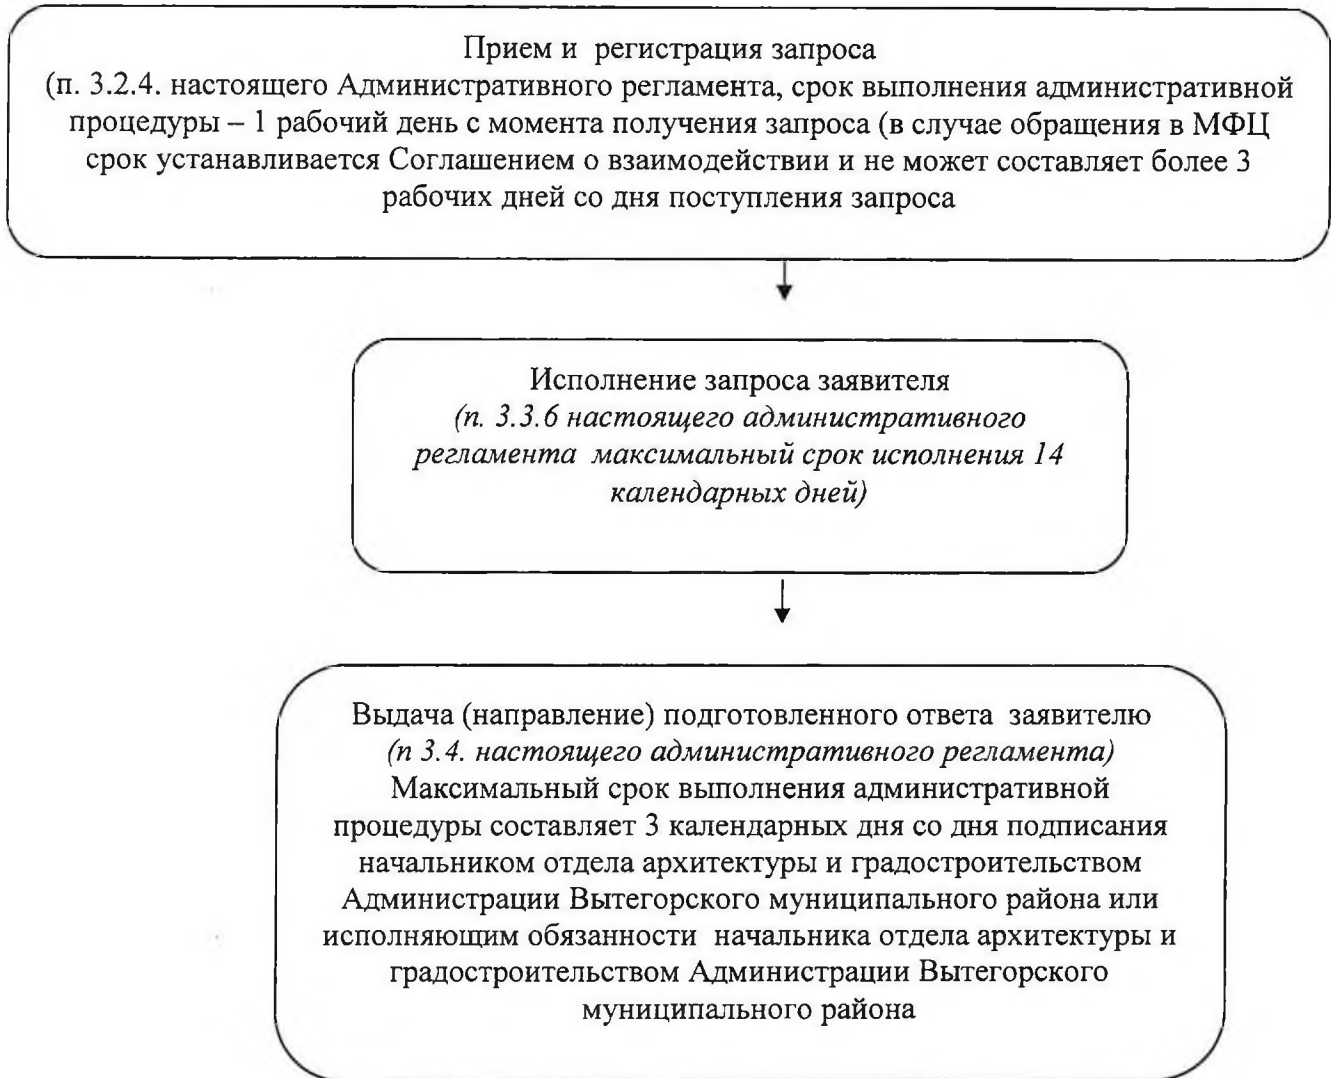 Прием и регистрация запроса
(п. 3.2.4. настоящего Административного регламента, срок выполнения административной
процедуры – 1 рабочий день с момента получения запроса (в случае обращения в МФЦ
срок устанавливается Соглашением о взаимодействии и не может составляет более 3
рабочих дней со дня поступления запроса
Исполнение запроса заявителя
(п. 3.3.6 настоящего административного
регламента максимальный срок исполнения 14
календарных дней)
Выдача (направление) подготовленного ответа заявителю
(п 3.4. настоящего административного регламента)
Максимальный срок выполнения административной
процедуры составляет 3 календарных дня со дня подписания
начальником отдела архитектуры и градостроительством
Администрации Вытегорского муниципального района или
исполняющим обязанности начальника отдела архитектуры и
градостроительством Администрации Вытегорского
муниципального района